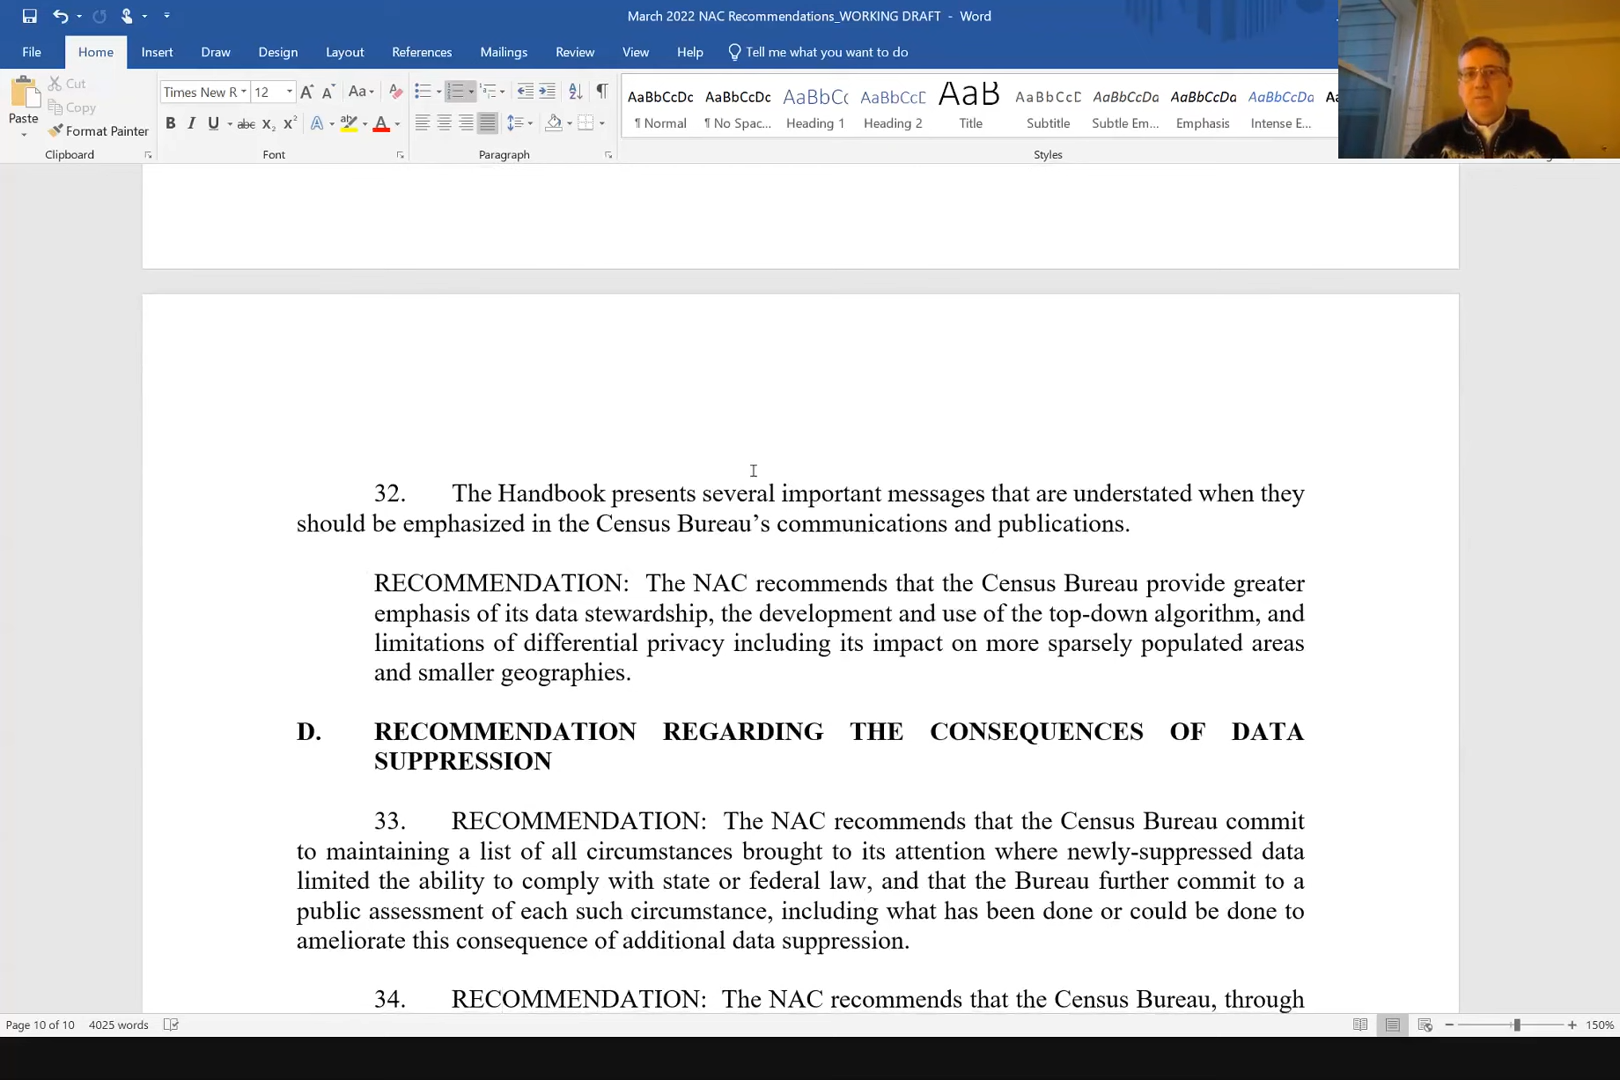 March 2022 NAC Recommendations_WORKING DRAFT - Word
File Home Insert Draw Design Layout References Mailings Review View Help Tell me what you want to do
Cut
Copy
Paste
Format Painter
Times New R 12
AaBbCcDc AaBbCcDc AaBbCc AaBbCcD AaB AaBbCcD AaBbCcDa AaBbCcDa AaBbCcDa
¶ Normal ¶ No Spac... Heading 1 Heading 2 Title Subtitle Subtle Em... Emphasis Intense E...
Clipboard Font Paragraph Styles
32. The Handbook presents several important messages that are understated when they
should be emphasized in the Census Bureau’s communications and publications.
RECOMMENDATION: The NAC recommends that the Census Bureau provide greater
emphasis of its data stewardship, the development and use of the top-down algorithm, and
limitations of differential privacy including its impact on more sparsely populated areas
and smaller geographies.
D. RECOMMENDATION REGARDING THE CONSEQUENCES OF DATA
SUPPRESSION
33. RECOMMENDATION: The NAC recommends that the Census Bureau commit
to maintaining a list of all circumstances brought to its attention where newly-suppressed data
limited the ability to comply with state or federal law, and that the Bureau further commit to a
public assessment of each such circumstance, including what has been done or could be done to
ameliorate this consequence of additional data suppression.
34. RECOMMENDATION: The NAC recommends that the Census Bureau, through
Page 10 of 10 4025 words 150%